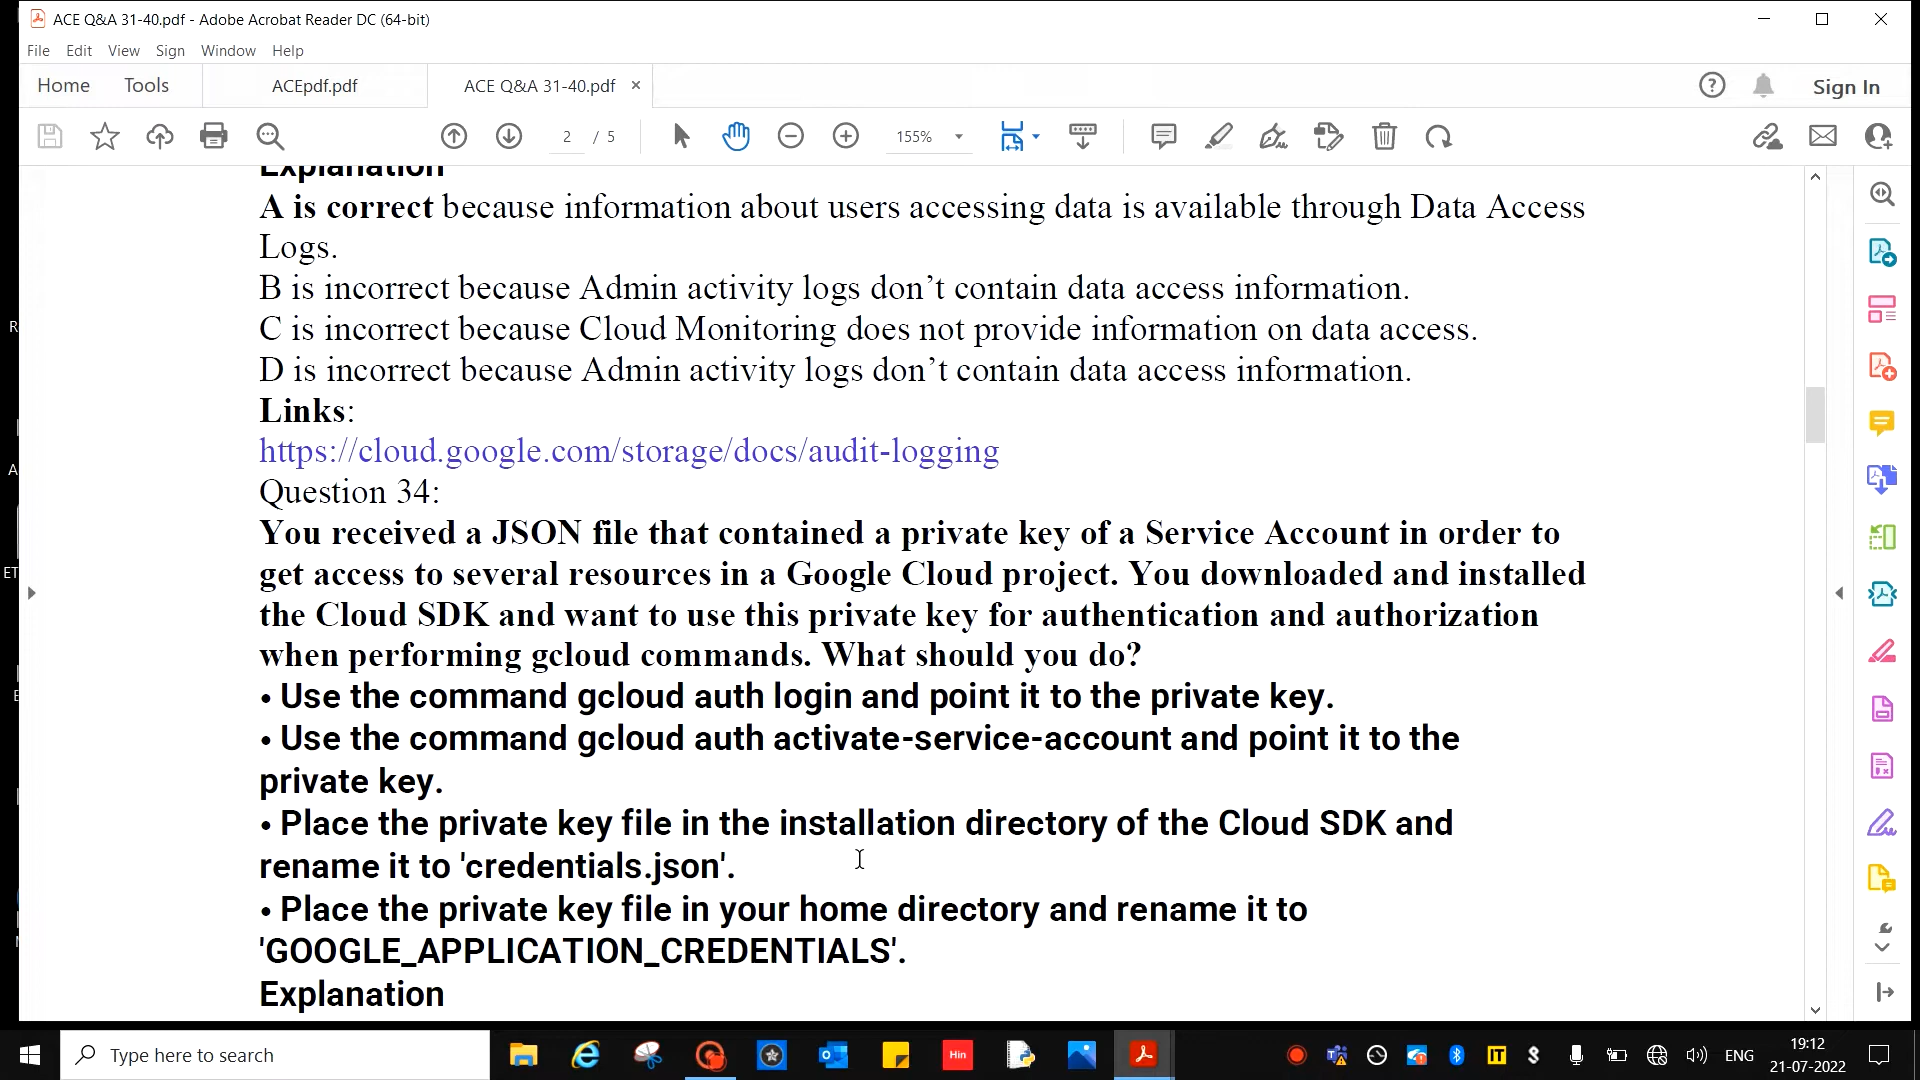 ACE Q&A 31-40.pdf - Adobe Acrobat Reader DC (64-bit)
File Edit View Sign Window Help
Home Tools ACEpdf.pdf ACE Q&A 31-40.pdf × Sign In
2 / 5 155%
Explanation
A is correct because information about users accessing data is available through Data Access
Logs.
B is incorrect because Admin activity logs don’t contain data access information.
C is incorrect because Cloud Monitoring does not provide information on data access.
D is incorrect because Admin activity logs don’t contain data access information.
Links:
https://cloud.google.com/storage/docs/audit-logging
Question 34:
You received a JSON file that contained a private key of a Service Account in order to
get access to several resources in a Google Cloud project. You downloaded and installed
the Cloud SDK and want to use this private key for authentication and authorization
when performing gcloud commands. What should you do?
• Use the command gcloud auth login and point it to the private key.
• Use the command gcloud auth activate-service-account and point it to the
private key.
• Place the private key file in the installation directory of the Cloud SDK and
rename it to 'credentials.json'.
• Place the private key file in your home directory and rename it to
'GOOGLE_APPLICATION_CREDENTIALS'.
Explanation
Type here to search
Hin
IT
ENG
19:12
21-07-2022